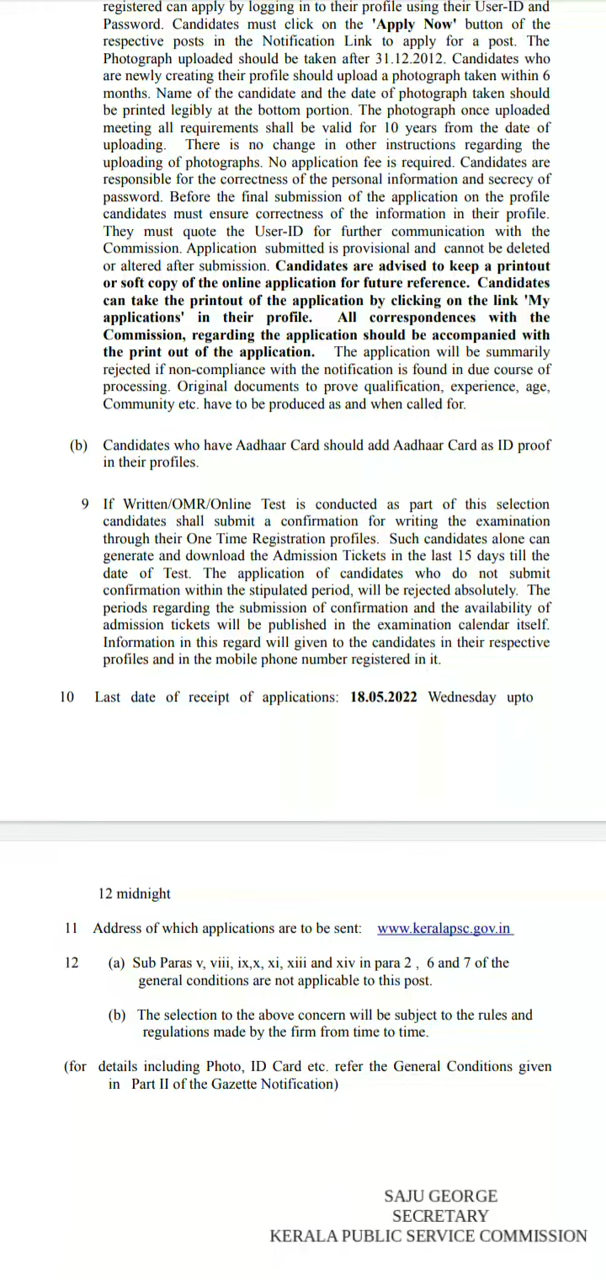 registered can apply by logging in to their profile using their User-ID and
Password. Candidates must click on the 'Apply Now' button of the
respective posts in the Notification Link to apply for a post. The
Photograph uploaded should be taken after 31.12.2012. Candidates who
are newly creating their profile should upload a photograph taken within 6
months. Name of the candidate and the date of photograph taken should
be printed legibly at the bottom portion. The photograph once uploaded
meeting all requirements shall be valid for 10 years from the date of
uploading. There is no change in other instructions regarding the
uploading of photographs. No application fee is required. Candidates are
responsible for the correctness of the personal information and secrecy of
password. Before the final submission of the application on the profile
candidates must ensure correctness of the information in their profile.
They must quote the User-ID for further communication with the
Commission. Application submitted is provisional and cannot be deleted
or altered after submission. Candidates are advised to keep a printout
or soft copy of the online application for future reference. Candidates
can take the printout of the application by clicking on the link 'My
applications' in their profile. All correspondences with the
Commission, regarding the application should be accompanied with
the print out of the application. The application will be summarily
rejected if non-compliance with the notification is found in due course of
processing. Original documents to prove qualification, experience, age,
Community etc. have to be produced as and when called for.
(b) Candidates who have Aadhaar Card should add Aadhaar Card as ID proof
in their profiles.
9 If Written/OMR/Online Test is conducted as part of this selection
candidates shall submit a confirmation for writing the examination
through their One Time Registration profiles. Such candidates alone can
generate and download the Admission Tickets in the last 15 days till the
date of Test. The application of candidates who do not submit
confirmation within the stipulated period, will be rejected absolutely. The
periods regarding the submission of confirmation and the availability of
admission tickets will be published in the examination calendar itself.
Information in this regard will given to the candidates in their respective
profiles and in the mobile phone number registered in it.
10 Last date of receipt of applications: 18.05.2022 Wednesday upto
12 midnight
11 Address of which applications are to be sent: www.keralapsc.gov.in
12 (a) Sub Paras v, viii, ix,x, xi, xiii and xiv in para 2 , 6 and 7 of the
general conditions are not applicable to this post.
(b) The selection to the above concern will be subject to the rules and
regulations made by the firm from time to time.
(for details including Photo, ID Card etc. refer the General Conditions given
in Part II of the Gazette Notification)
SAJU GEORGE
SECRETARY
KERALA PUBLIC SERVICE COMMISSION